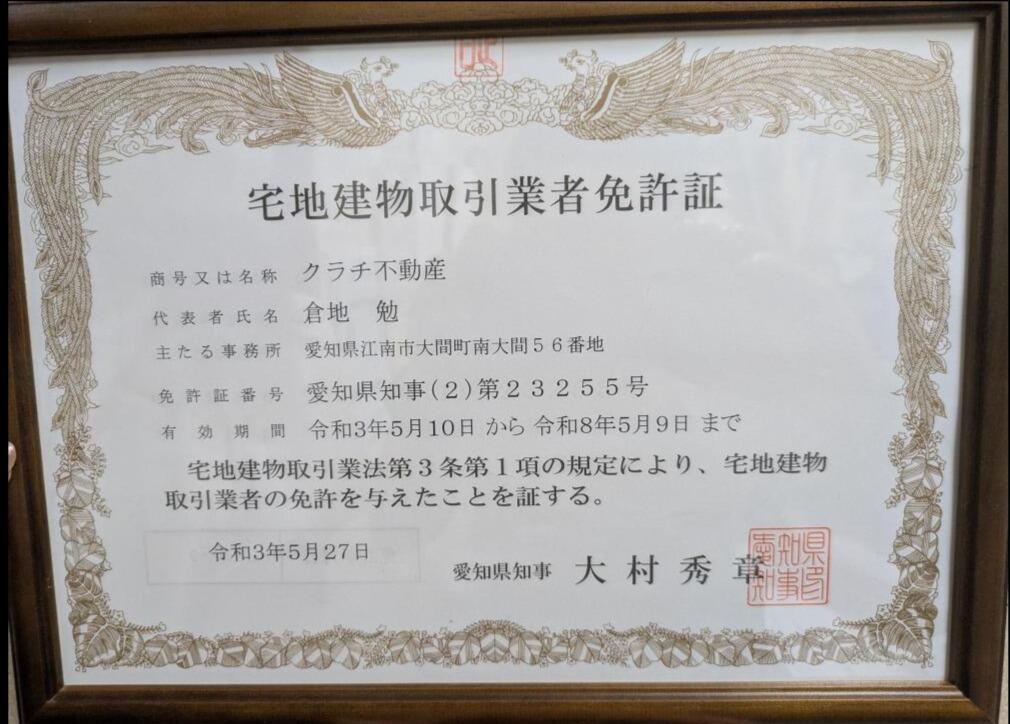 宅地建物取引業者免許証
商号又は名称 クラチ不動産
代表者氏名 倉地 勉
主たる事務所 愛知県江南市大間町南大間56番地
免許証番号 愛知県知事(2)第23255号
有効期間 令和3年5月10日 から 令和8年5月9日 まで
宅地建物取引業法第3条第1項の規定により、宅地建物
取引業者の免許を与えたことを証する。
令和3年5月27日
愛知県知事 大村秀章
愛知県知事印